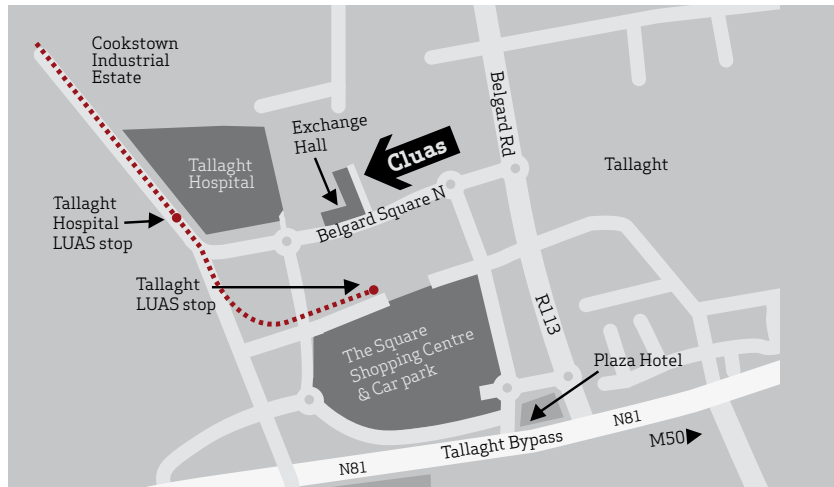 Cookstown
Industrial
Estate
Belgard Rd
Exchange
Hall
Cluas
Tallaght
Hospital
Tallaght
Tallaght
Hospital
LUAS stop
Belgard Square N
Tallaght
LUAS stop
R113
The Square
Shopping Centre
& Car park
Plaza Hotel
N81
M50
Tallaght Bypass
N81